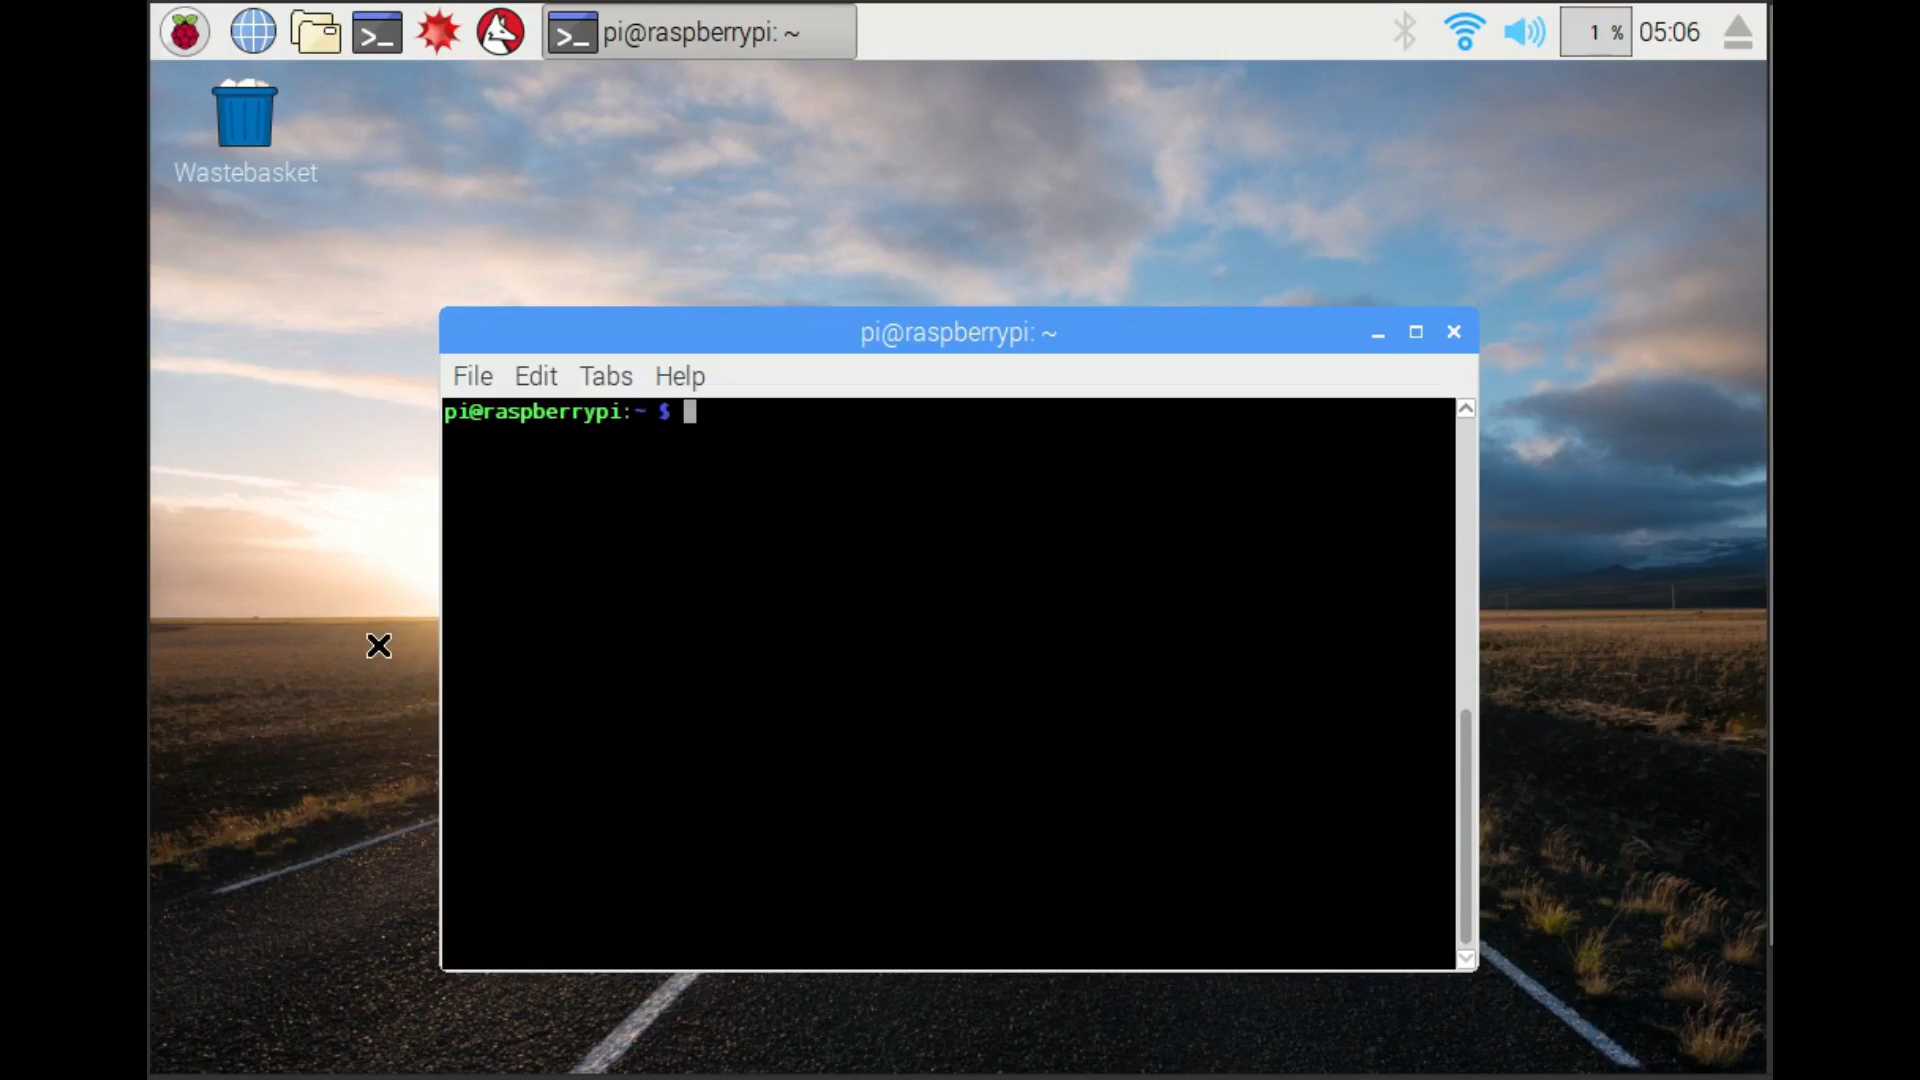 pi@raspberrypi: ~
1 %
05:06
Wastebasket
pi@raspberrypi: ~
File Edit Tabs Help
pi@raspberrypi:~ $